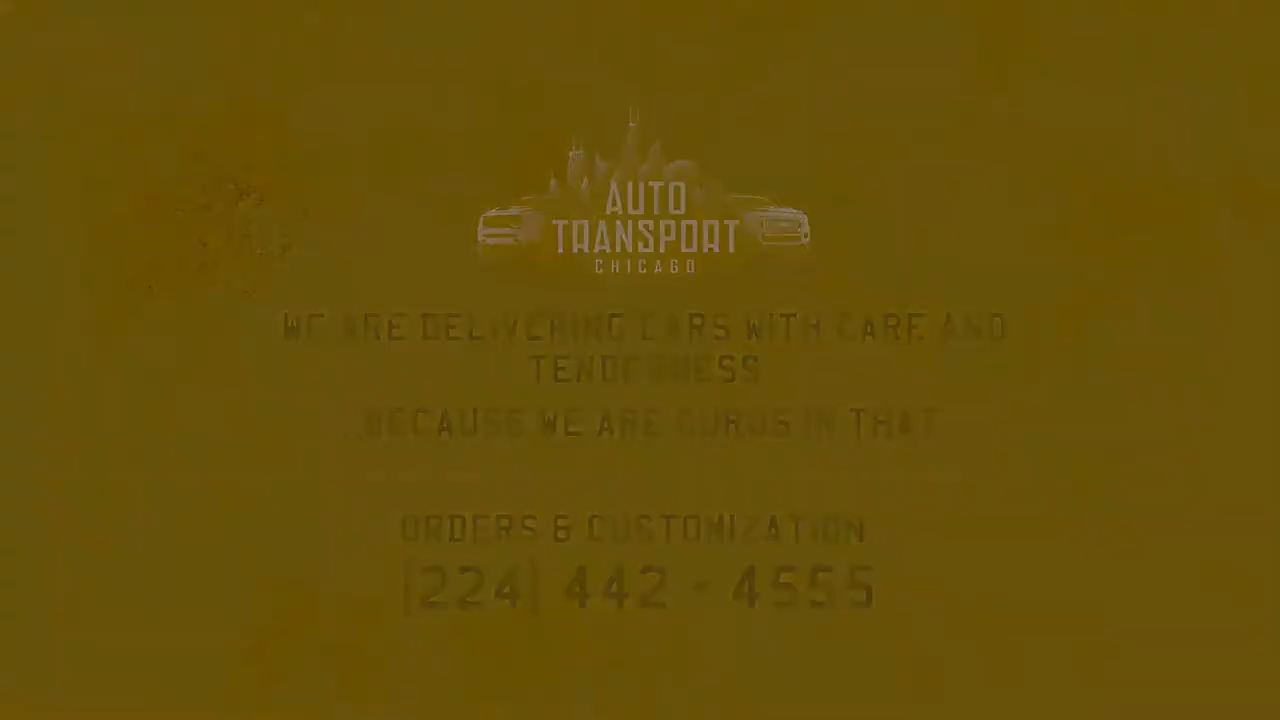 AUTO
TRANSPORT
CHICAGO
WE ARE DELIVERING CARS WITH CARE AND
TENDERNESS
...BECAUSE WE ARE GURUS IN THAT
ORDERS & CUSTOMIZATION
(224) 442 - 4555